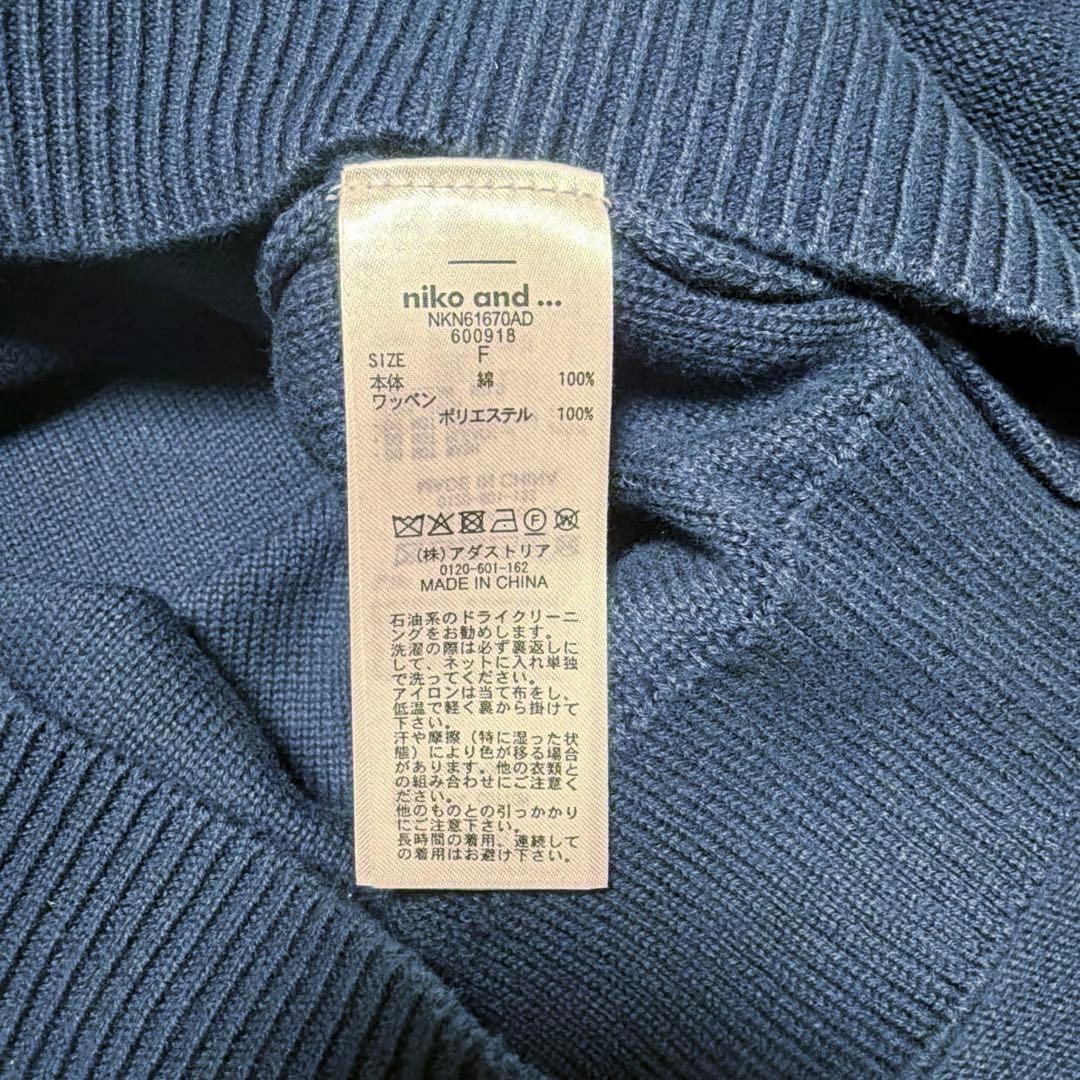 niko and ...
NKN61670AD
600918
SIZE F
本体 綿 100%
ワッペン
ポリエステル 100%
(株)アダストリア
0120-601-162
MADE IN CHINA
石油系のドライクリーニ
ングをお勧めします。
洗濯の際は必ず裏返しに
して、ネットに入れ単独
で洗ってください。
アイロンは当て布をし、
低温で軽く裏から掛けて
下さい。
汗や摩擦（特に湿った状
態）により色が移る場合
があります。他の衣類と
の組み合わせにご注意く
ださい。
他のものとの引っかかり
にご注意下さい。
長時間の着用、連続して
の着用はお避け下さい。